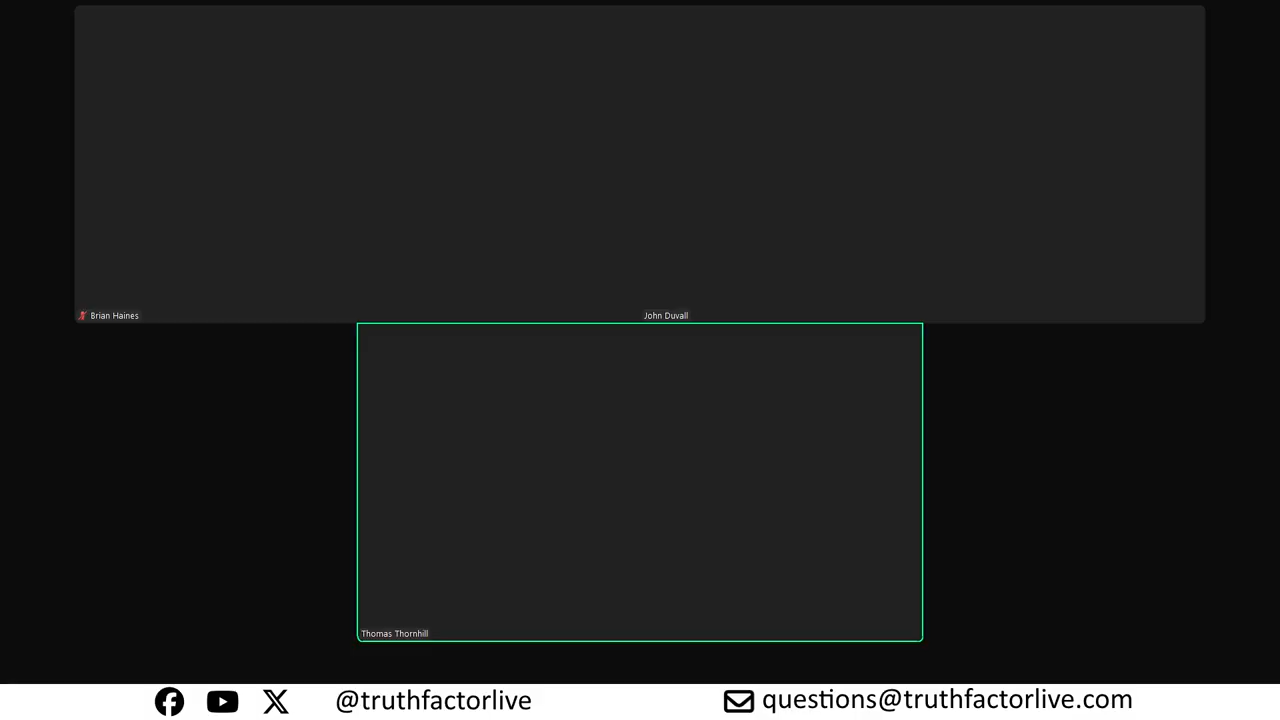 Brian Haines
John Duvall
Thomas Thornhill
@truthfactorlive
questions@truthfactorlive.com